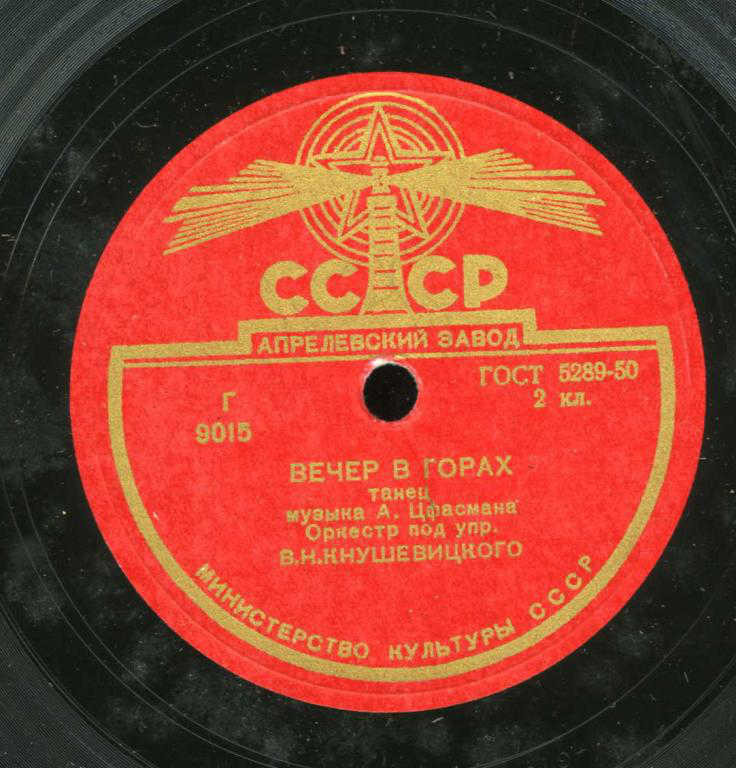 СССР
АПРЕЛЕВСКИЙ ЗАВОД
ГОСТ 5289-50
2 кл.
Г
9015
ВЕЧЕР В ГОРАХ
танец
музыка А. Цфасмана
Оркестр под упр.
В.Н.КНУШЕВИЦКОГО
МИНИСТЕРСТВО КУЛЬТУРЫ СССР